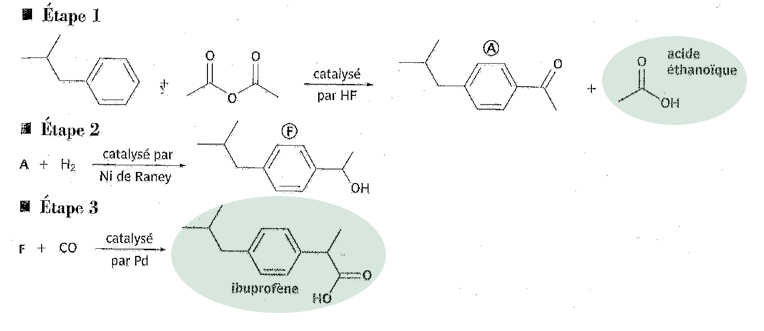 ■ Étape 1
+
O O
O
catalysé
par HF
A
O
+
O
OH
acide
éthanoïque
■ Étape 2
A + H₂
catalysé par
Ni de Raney
F
OH
■ Étape 3
F + CO
catalysé
par Pd
ibuprofène
O
HO